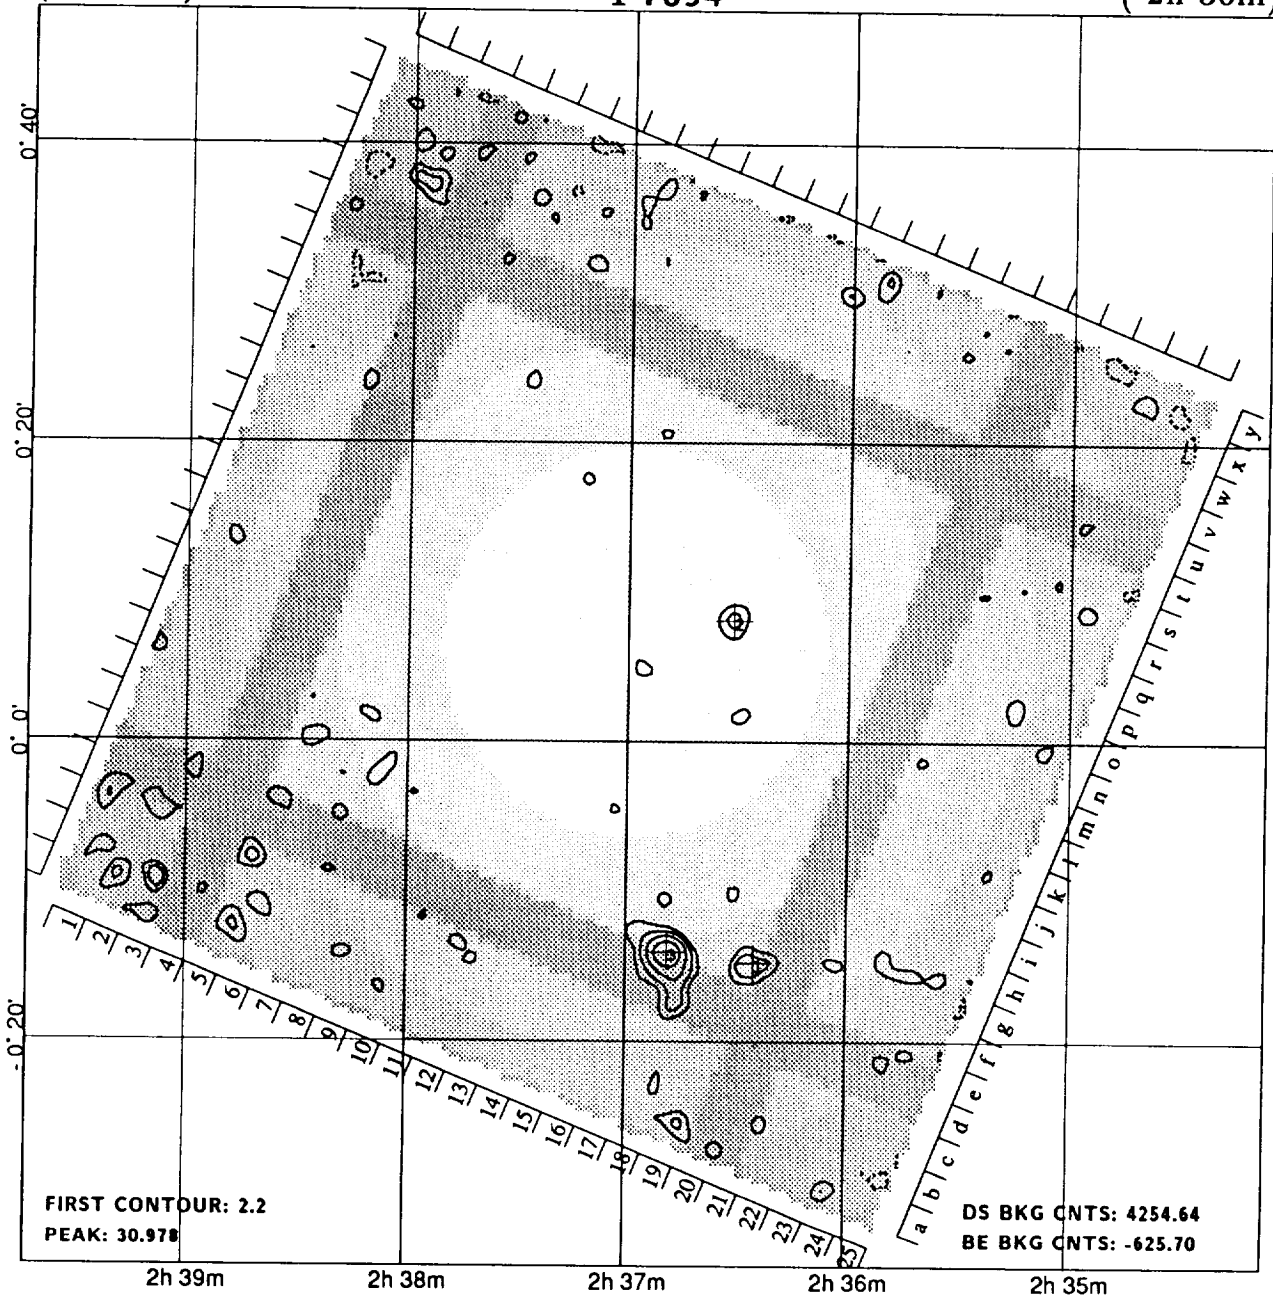 0° 40'
0° 20'
0° 0'
-0° 20'
1 2 3 4 5 6 7 8 9 10 11 12 13 14 15 16 17 18 19 20 21 22 23 24 25
a b c d e f g h i j k l m n o p q r s t u v w x y
FIRST CONTOUR: 2.2
PEAK: 30.978
DS BKG CNTS: 4254.64
BE BKG CNTS: -625.70
2h 39m 2h 38m 2h 37m 2h 36m 2h 35m